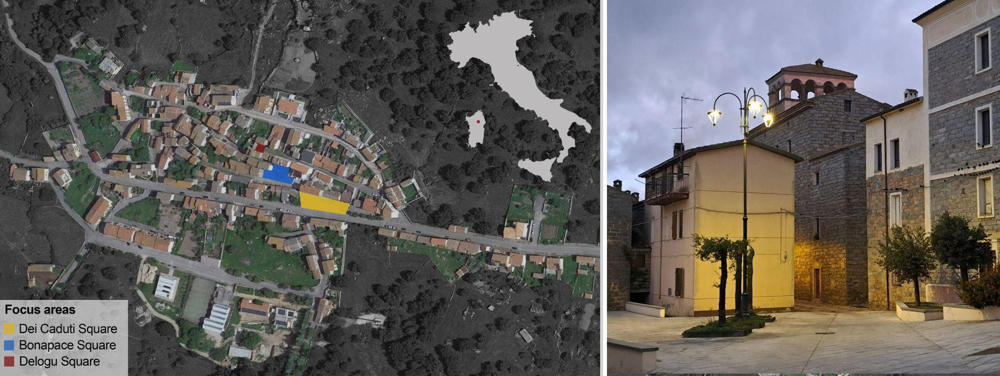 Focus areas
Dei Caduti Square
Bonapace Square
Delogu Square